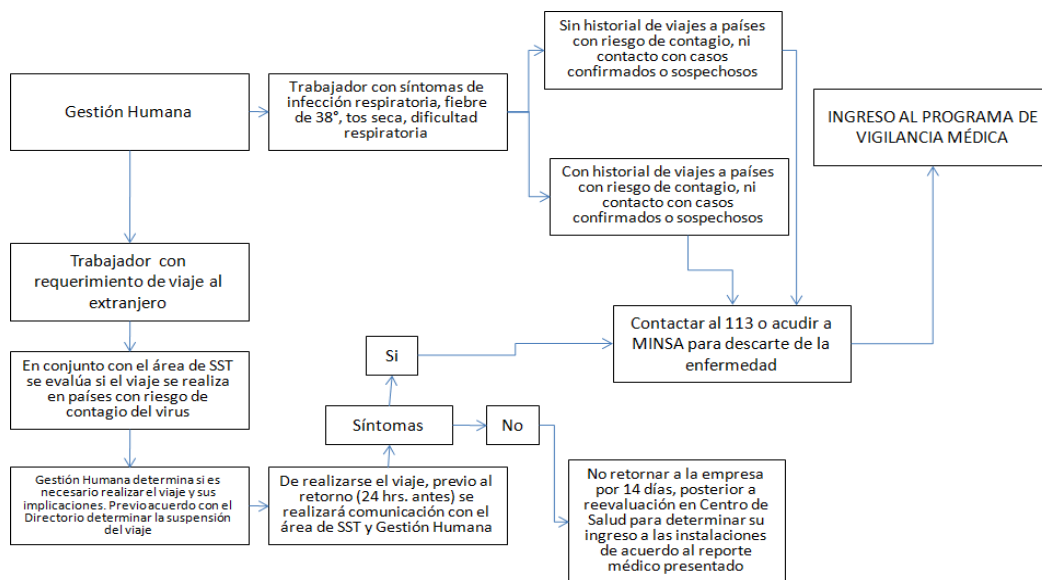 Gestión Humana
Trabajador con síntomas de
infección respiratoria, fiebre
de 38°, tos seca, dificultad
respiratoria
Sin historial de viajes a países
con riesgo de contagio, ni
contacto con casos
confirmados o sospechosos
INGRESO AL PROGRAMA DE
VIGILANCIA MÉDICA
Con historial de viajes a países
con riesgo de contagio, ni
contacto con casos
confirmados o sospechosos
Trabajador con
requerimiento de viaje al
extranjero
Contactar al 113 o acudir a
MINSA para descarte de la
enfermedad
En conjunto con el área de SST
se evalúa si el viaje se realiza
en países con riesgo de
contagio del virus
Si
Síntomas
No
Gestión Humana determina si es
necesario realizar el viaje y sus
implicaciones. Previo acuerdo con el
Directorio determinar la suspensión
del viaje
De realizarse el viaje, previo al
retorno (24 hrs. antes) se
realizará comunicación con el
área de SST y Gestión Humana
No retornar a la empresa
por 14 días, posterior a
reevaluación en Centro de
Salud para determinar su
ingreso a las instalaciones
de acuerdo al reporte
médico presentado